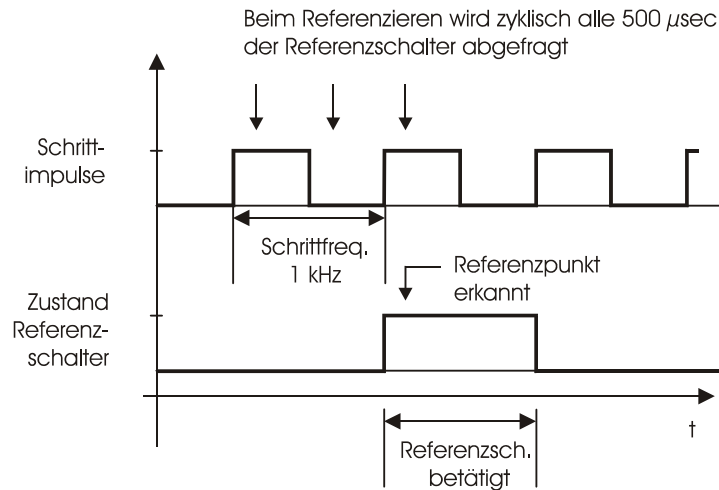 Beim Referenzieren wird zyklisch alle 500 μsec
der Referenzschalter abgefragt
Schritt-
impulse
Schrittfreq.
1 kHz
Referenzpunkt
erkannt
Zustand
Referenz-
schalter
t
Referenzsch.
betätigt